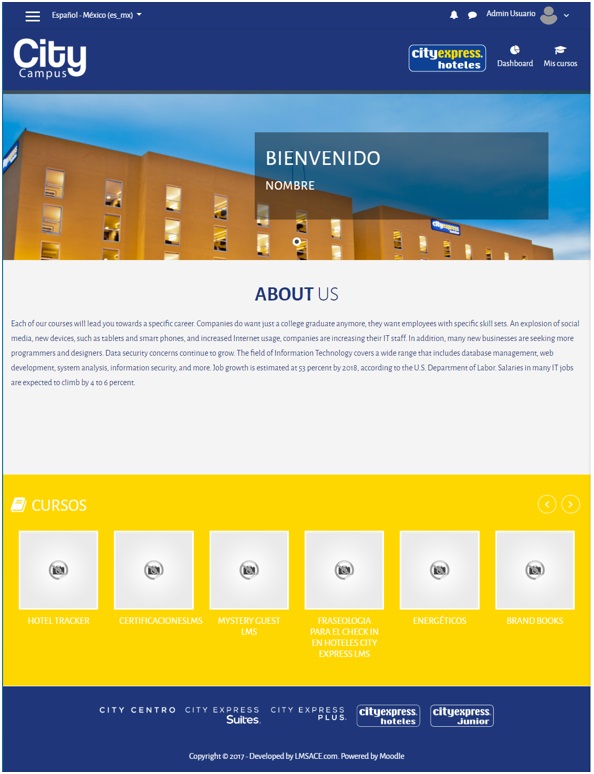 Español - México (es_mx)
Admin Usuario
City
Campus
cityexpress.
hoteles
Dashboard
Mis cursos
BIENVENIDO
NOMBRE
ABOUT US
Each of our courses will lead you towards a specific career. Companies do want just a college graduate anymore, they want employees with specific skill sets. An explosion of social
media, new devices, such as tablets and smart phones, and increased Internet usage, companies are increasing their IT staff. In addition, many new businesses are seeking more
programmers and designers. Data security concerns continue to grow. The field of Information Technology covers a wide range that includes database management, web
development, system analysis, information security, and more. Job growth is estimated at 53 percent by 2018, according to the U.S. Department of Labor. Salaries in many IT jobs
are expected to climb by 4 to 6 percent.
CURSOS
HOTEL TRACKER
CERTIFICACIONESLMS
MYSTERY GUEST
LMS
FRASEOLOGIA
PARA EL CHECK IN
EN HOTELES CITY
EXPRESS LMS
ENERGÉTICOS
BRAND BOOKS
CITY CENTRO
CITY EXPRESS
Suites.
CITY EXPRESS
PLUS.
cityexpress.
hoteles
cityexpress.
Junior
Copyright © 2017 - Developed by LMSACE.com. Powered by Moodle